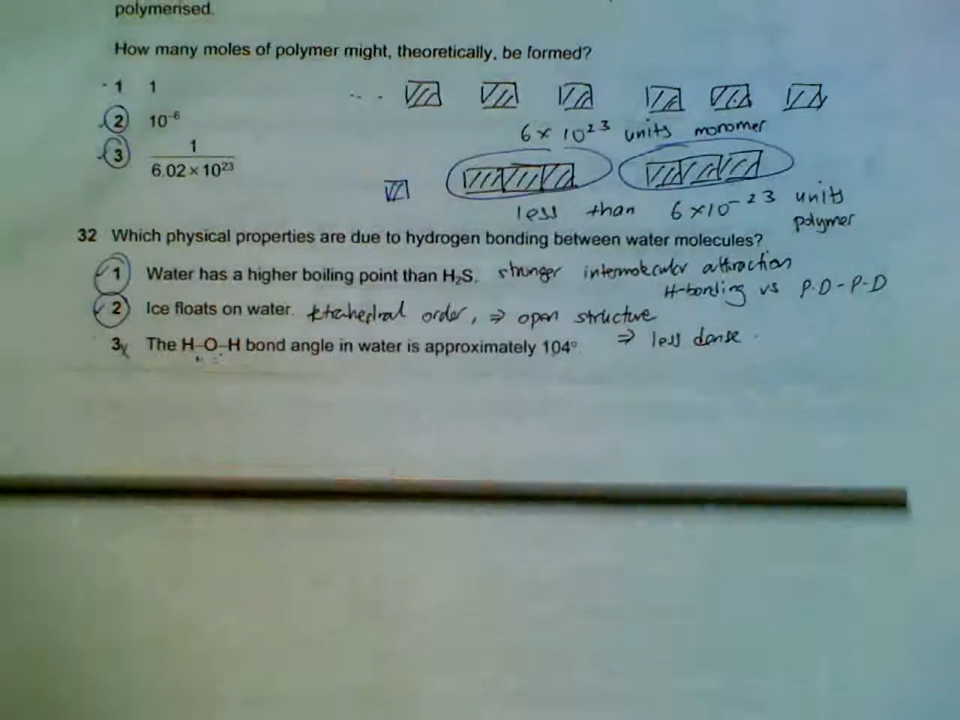 polymerised.
How many moles of polymer might, theoretically, be formed?
1 1
2 10⁻⁶
6 × 10²³ units monomer
3 1/6.02 × 10²³
less than 6 × 10⁻²³ units polymer
32 Which physical properties are due to hydrogen bonding between water molecules?
1 Water has a higher boiling point than H₂S. stronger intermolecular attraction
H-bonding vs P.D-P.D
2 Ice floats on water. tetrahedral order, ⇒ open structure
⇒ less dense
3 The H–O–H bond angle in water is approximately 104°.